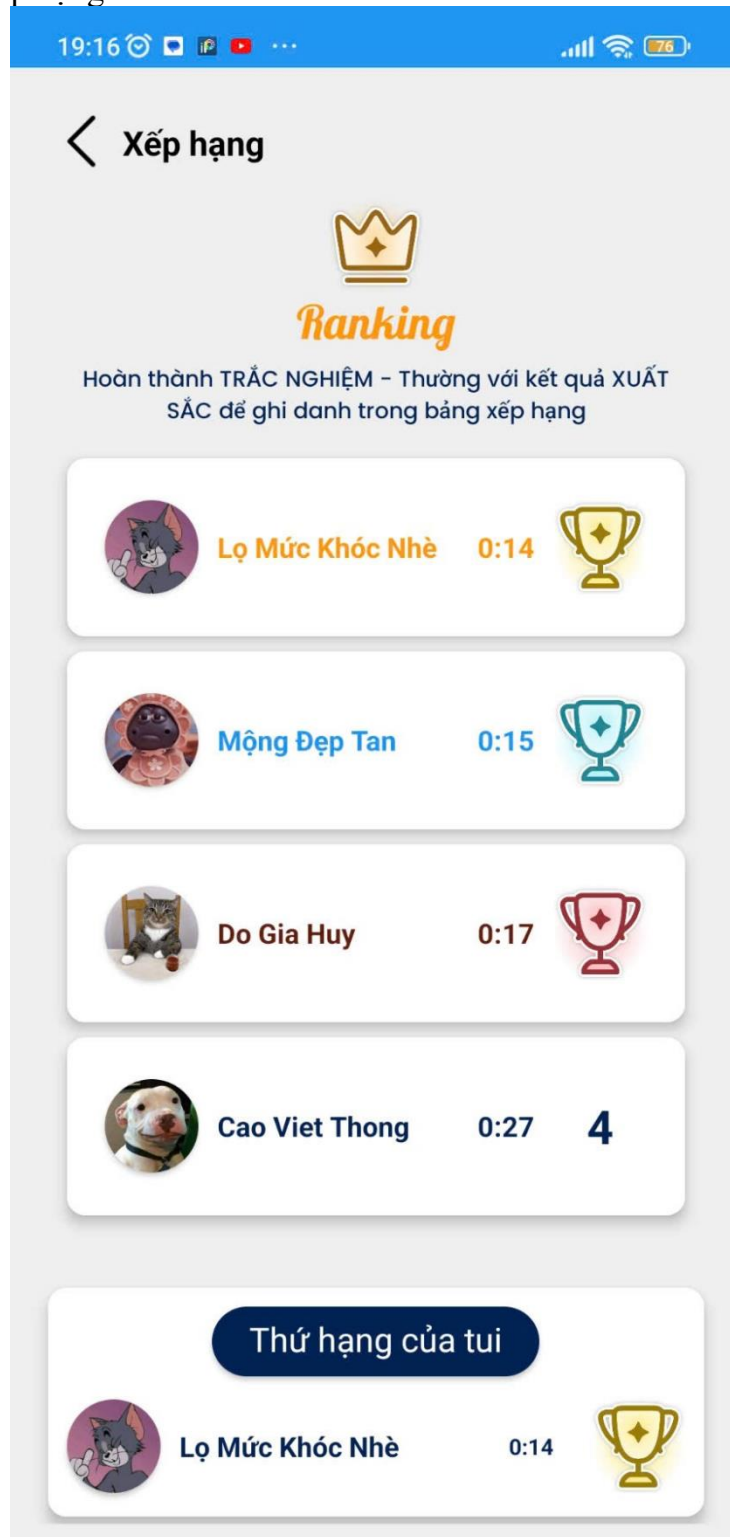 19:16
76
Xếp hạng
Ranking
Hoàn thành TRẮC NGHIỆM - Thường với kết quả XUẤT
SẮC để ghi danh trong bảng xếp hạng
Lọ Mức Khóc Nhè 0:14
Mộng Đẹp Tan 0:15
Do Gia Huy 0:17
Cao Viet Thong 0:27 4
Thứ hạng của tui
Lọ Mức Khóc Nhè 0:14